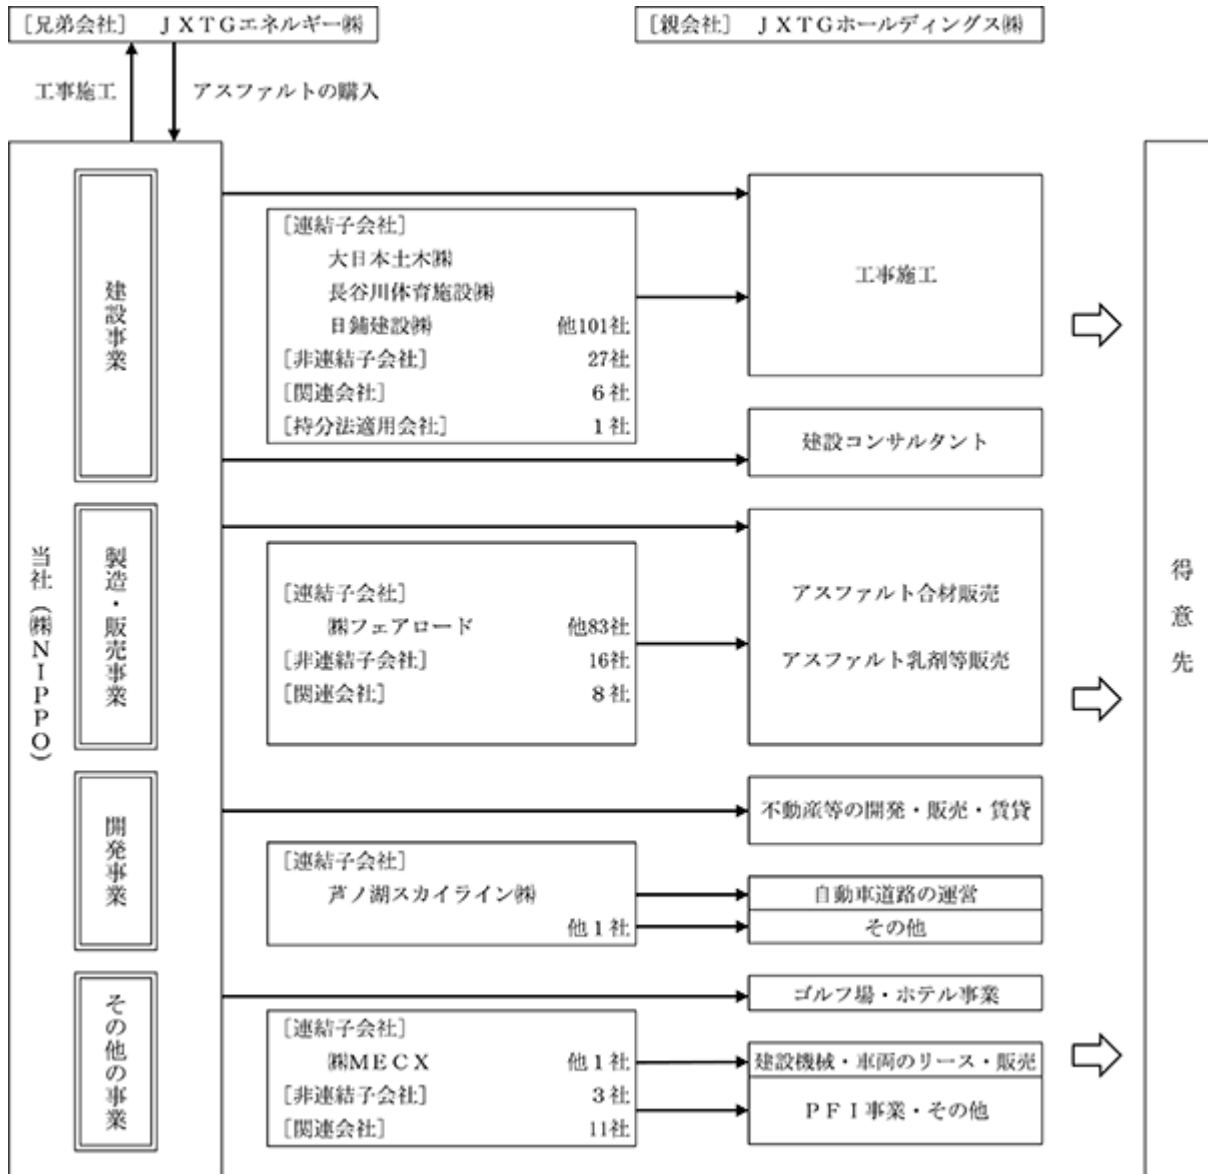 ［兄弟会社］　ＪＸＴＧエネルギー㈱
［親会社］　ＪＸＴＧホールディングス㈱
工事施工
アスファルトの購入
当社（㈱ＮＩＰＰＯ）
建設事業
［連結子会社］
大日本土木㈱
長谷川体育施設㈱
日鋪建設㈱　他101社
［非連結子会社］　27社
［関連会社］　６社
［持分法適用会社］　１社
工事施工
建設コンサルタント
製造・販売事業
［連結子会社］
㈱フェアロード　他83社
［非連結子会社］　16社
［関連会社］　８社
アスファルト合材販売
アスファルト乳剤等販売
開発事業
不動産等の開発・販売・賃貸
［連結子会社］
芦ノ湖スカイライン㈱
他１社
自動車道路の運営
その他
その他の事業
ゴルフ場・ホテル事業
［連結子会社］
㈱ＭＥＣＸ　他１社
［非連結子会社］　３社
［関連会社］　11社
建設機械・車両のリース・販売
ＰＦＩ事業・その他
得意先